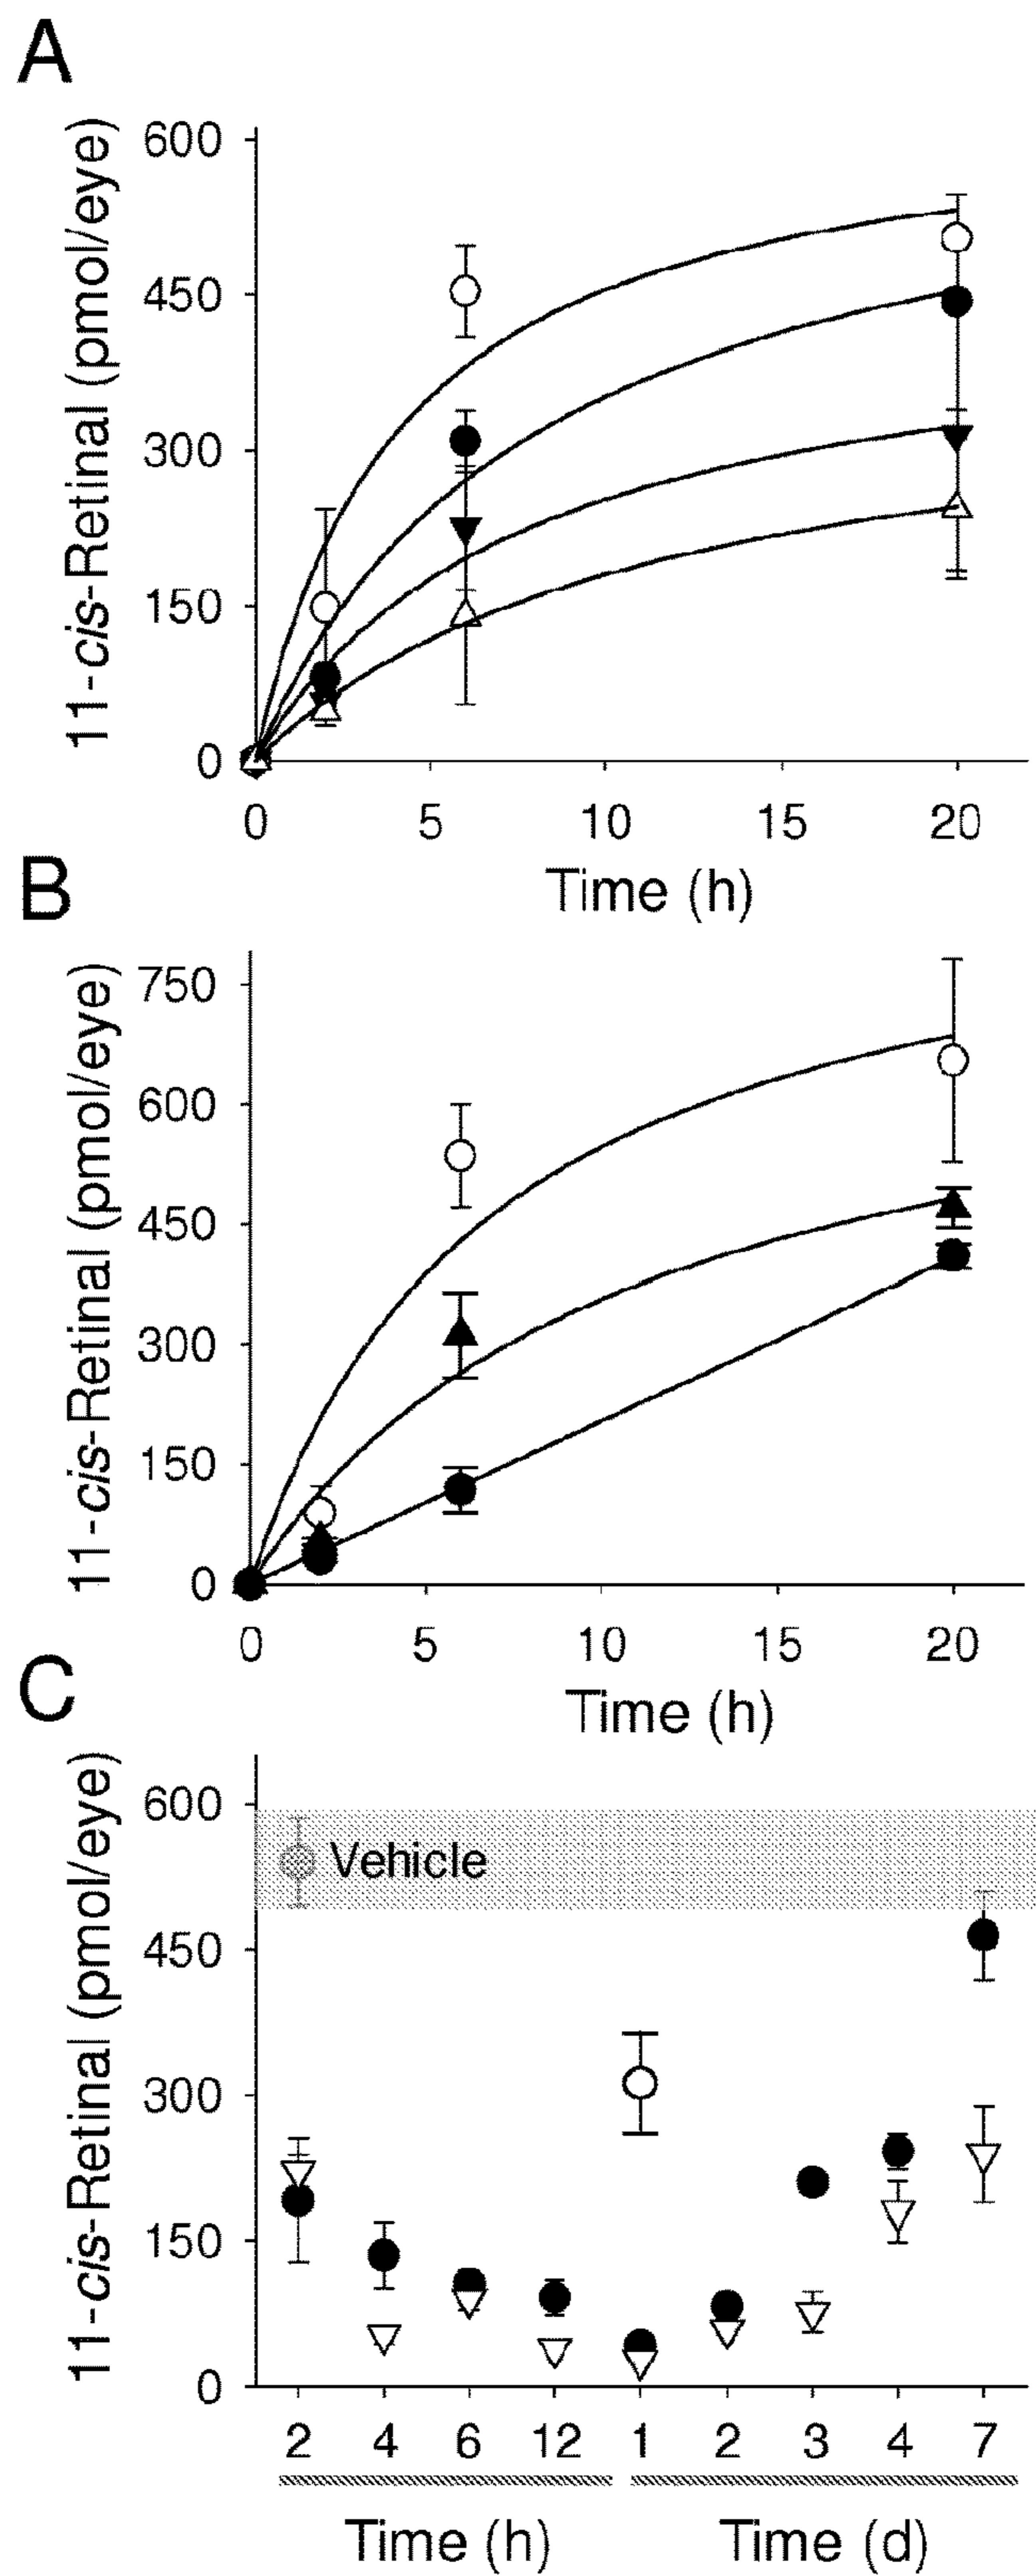 A
11-cis-Retinal (pmol/eye)
600
450
300
150
0
0 5 10 15 20
Time (h)
B
11-cis-Retinal (pmol/eye)
750
600
450
300
150
0
0 5 10 15 20
Time (h)
C
11-cis-Retinal (pmol/eye)
600
450
300
150
0
Vehicle
2 4 6 12 1 2 3 4 7
Time (h) Time (d)